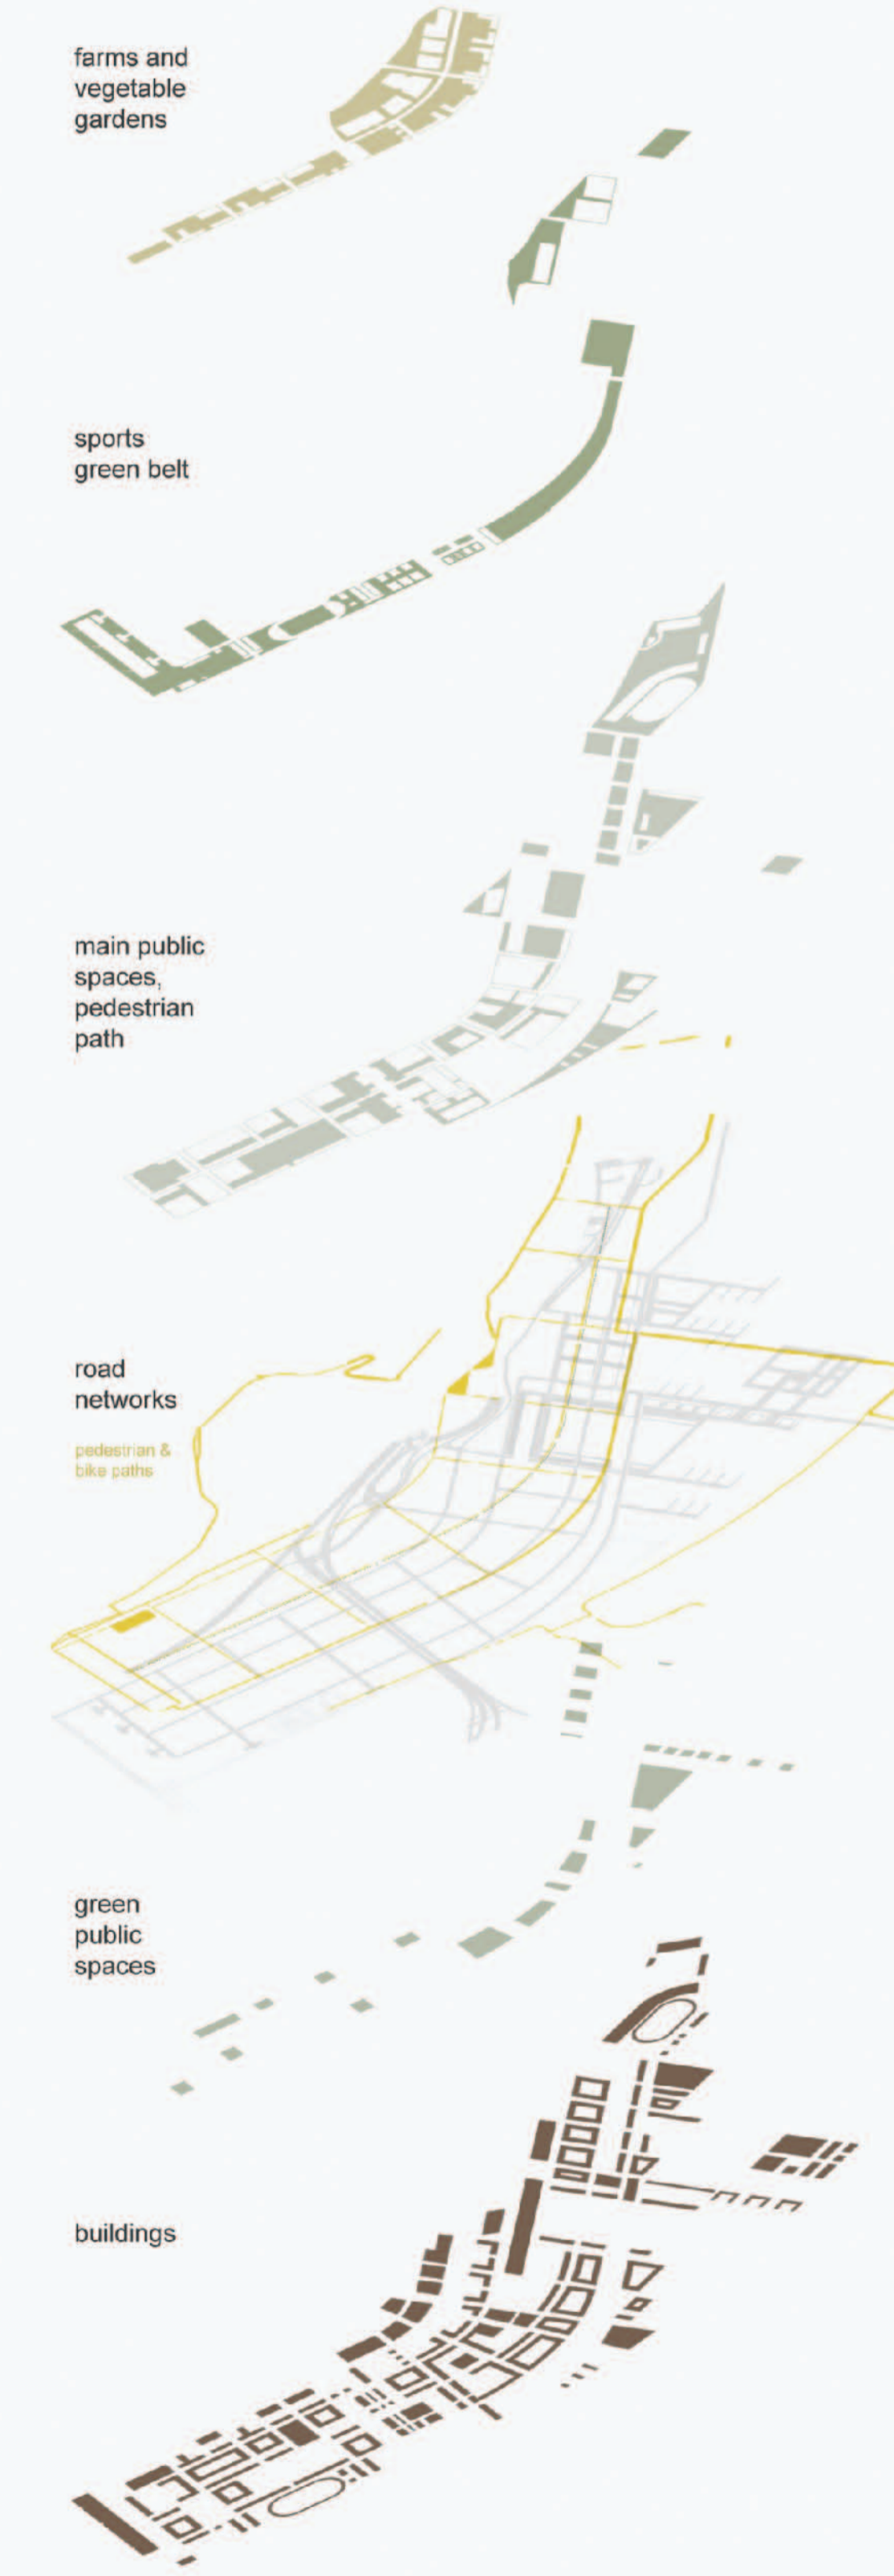 farms and
vegetable
gardens
sports
green belt
main public
spaces,
pedestrian
path
road
networks
pedestrian &
bike paths
green
public
spaces
buildings